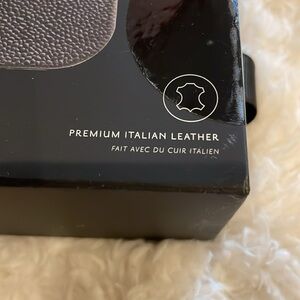 PREMIUM ITALIAN LEATHER
FAIT AVEC DU CUIR ITALIEN